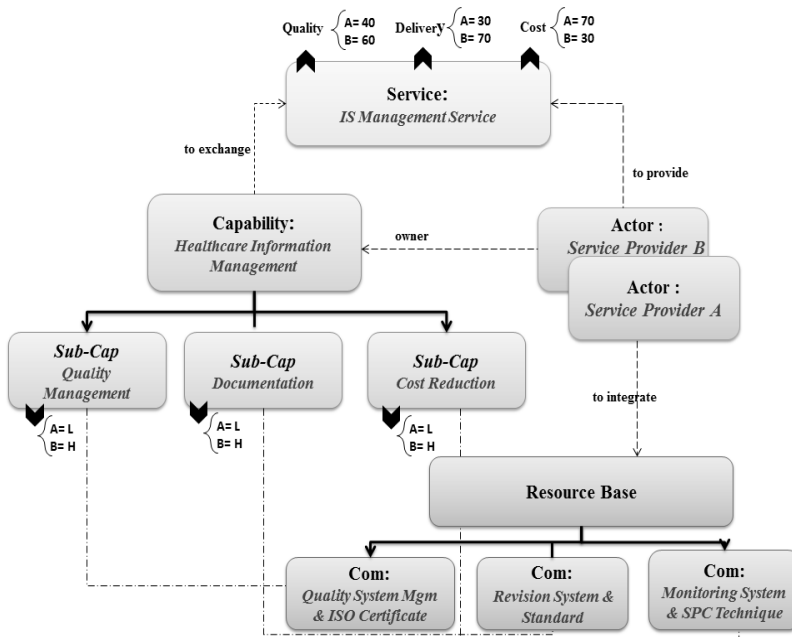 Quality
A= 40
B= 60
Delivery
A= 30
B= 70
Cost
A= 70
B= 30
Service:
IS Management Service
to exchange
to provide
Capability:
Healthcare Information
Management
owner
Actor :
Service Provider B
Actor :
Service Provider A
Sub-Cap
Quality
Management
Sub-Cap
Documentation
Sub-Cap
Cost Reduction
to integrate
A= L
B= H
A= L
B= H
A= L
B= H
Resource Base
Com:
Quality System Mgm
& ISO Certificate
Com:
Revision System &
Standard
Com:
Monitoring System
& SPC Technique